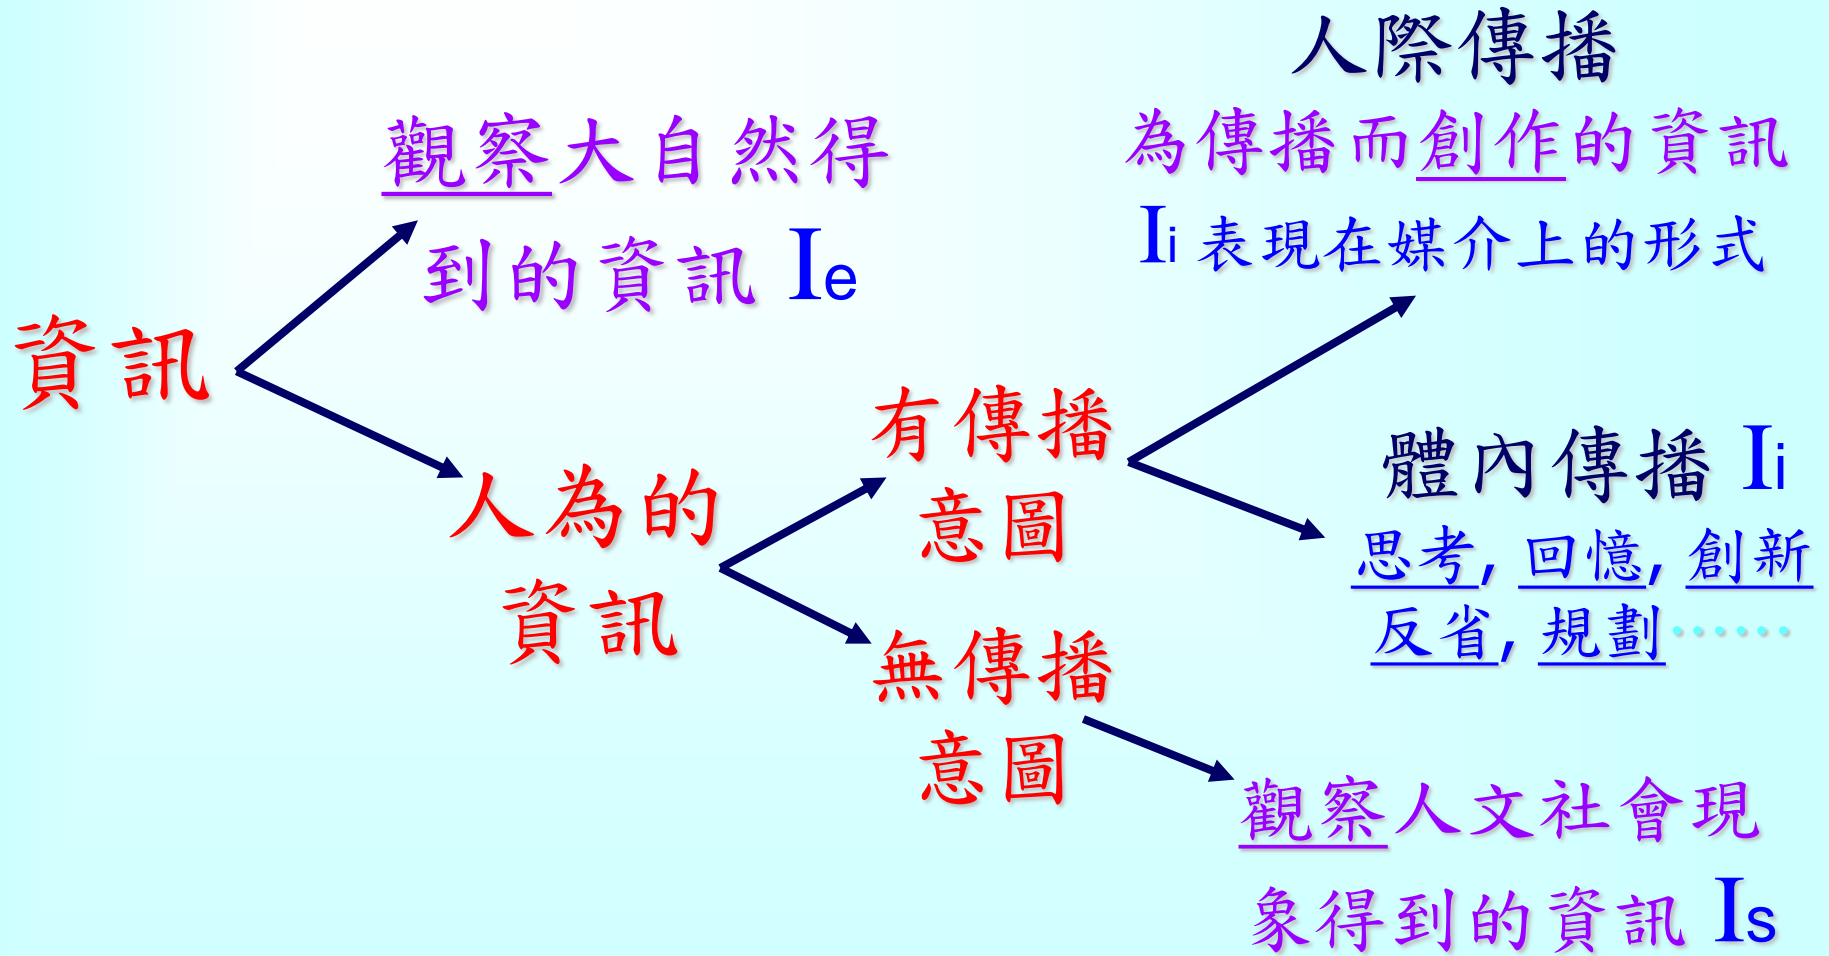 資訊
觀察大自然得
到的資訊 Ie
人為的
資訊
有傳播
意圖
無傳播
意圖
人際傳播
為傳播而創作的資訊
Ii 表現在媒介上的形式
體內傳播 Ii
思考, 回憶, 創新
反省, 規劃……
觀察人文社會現
象得到的資訊 Is